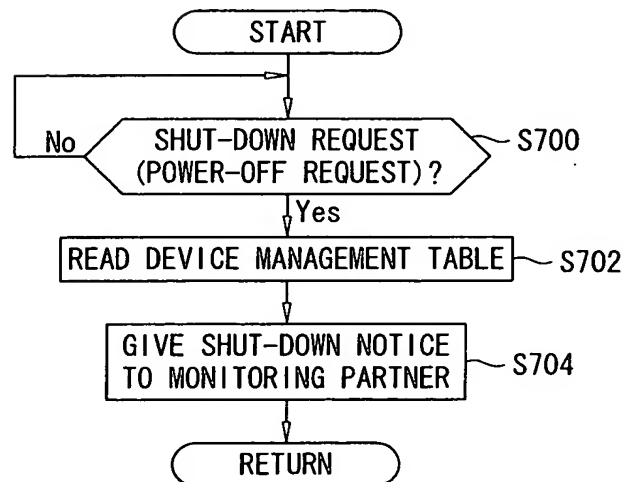 START
No
SHUT-DOWN REQUEST
(POWER-OFF REQUEST)?
S700
Yes
READ DEVICE MANAGEMENT TABLE
S702
GIVE SHUT-DOWN NOTICE
TO MONITORING PARTNER
S704
RETURN